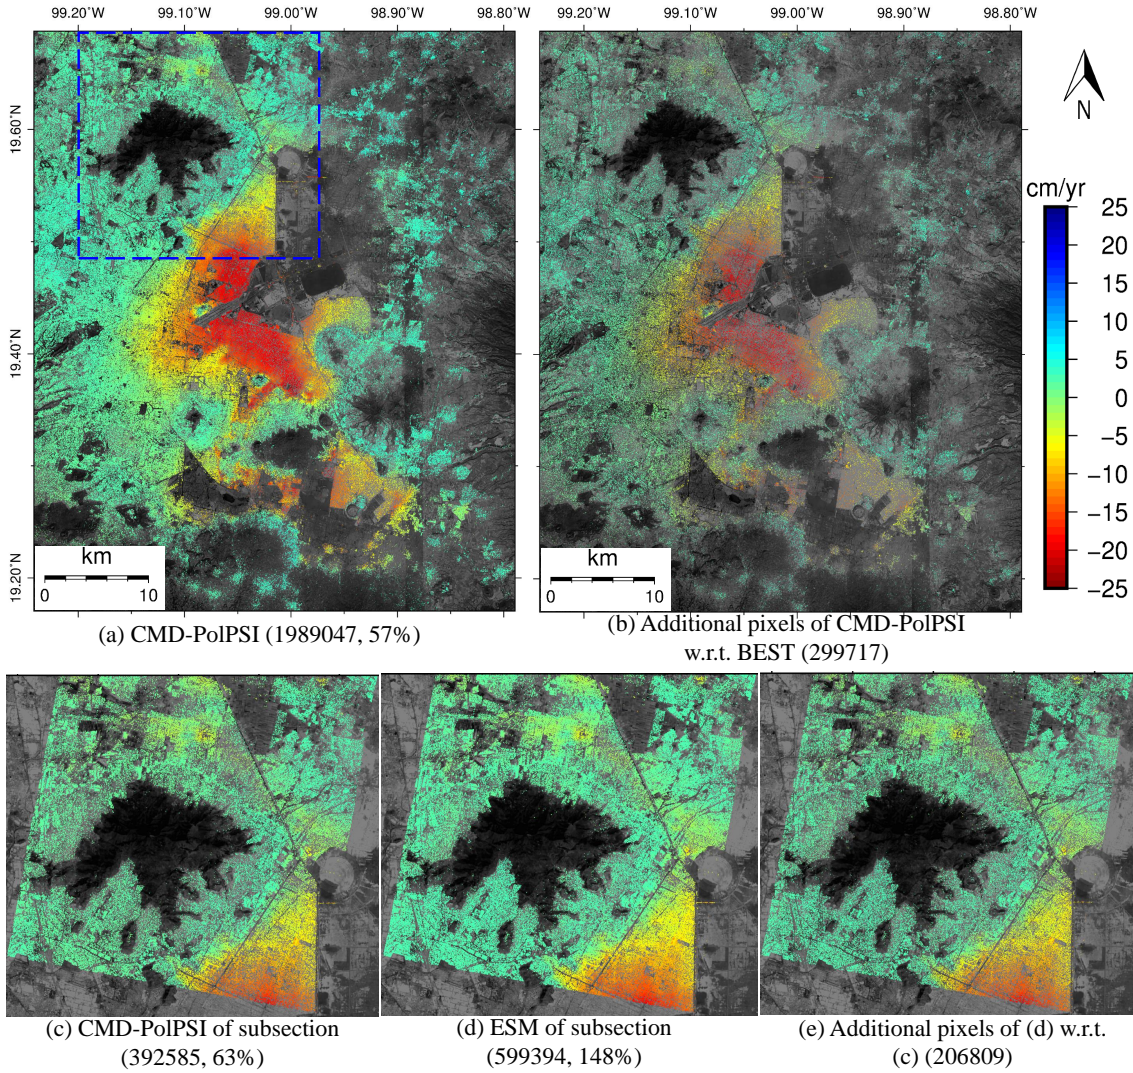 99.20°W 99.10°W 99.00°W 98.90°W 98.80°W 99.20°W 99.10°W 99.00°W 98.90°W 98.80°W
19.60°N
19.40°N
19.20°N
N
cm/yr
25
20
15
10
5
0
−5
−10
−15
−20
−25
km
0 10
km
0 10
(a) CMD-PolPSI (1989047, 57%)
(b) Additional pixels of CMD-PolPSI
w.r.t. BEST (299717)
(c) CMD-PolPSI of subsection
(392585, 63%)
(d) ESM of subsection
(599394, 148%)
(e) Additional pixels of (d) w.r.t.
(c) (206809)